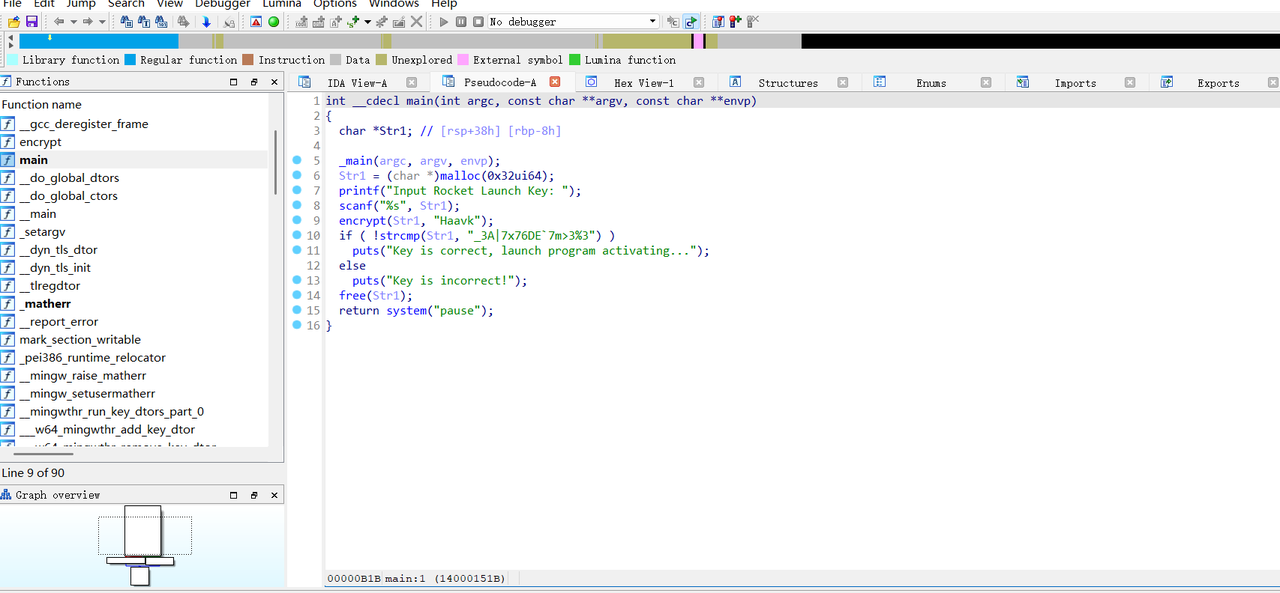 File Edit Jump Search View Debugger Lumina Options Windows Help
No debugger
Library function Regular function Instruction Data Unexplored External symbol Lumina function
Functions
IDA View-A Pseudocode-A Hex View-1 Structures Enums Imports Exports
Function name
__gcc_deregister_frame
encrypt
main
__do_global_dtors
__do_global_ctors
__main
_setargv
__dyn_tls_dtor
__dyn_tls_init
__tlregdtor
_matherr
__report_error
mark_section_writable
_pei386_runtime_relocator
__mingw_raise_matherr
__mingw_setusermatherr
__mingwthr_run_key_dtors_part_0
___w64_mingwthr_add_key_dtor
Line 9 of 90
Graph overview
1 int __cdecl main(int argc, const char **argv, const char **envp)
2 {
3 char *Str1; // [rsp+38h] [rbp-8h]
4
5 _main(argc, argv, envp);
6 Str1 = (char *)malloc(0x32ui64);
7 printf("Input Rocket Launch Key: ");
8 scanf("%s", Str1);
9 encrypt(Str1, "Haavk");
10 if ( !strcmp(Str1, "_3A|7x76DE`7m>3%3") )
11 puts("Key is correct, launch program activating...");
12 else
13 puts("Key is incorrect!");
14 free(Str1);
15 return system("pause");
16 }
00000B1B main:1 (14000151B)